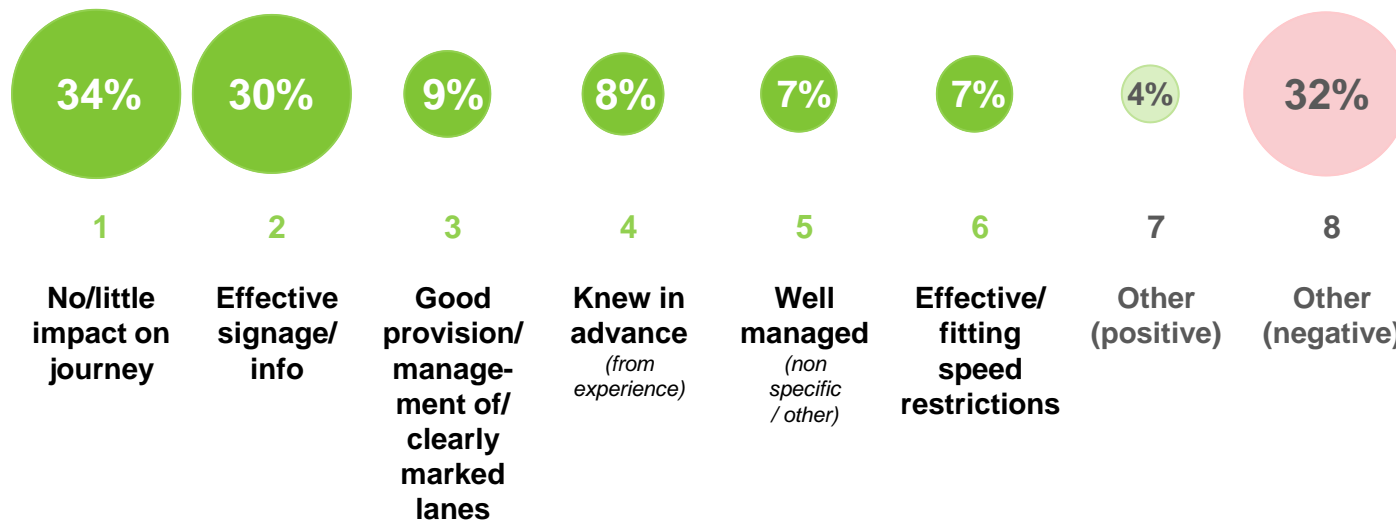 34%
30%
9%
8%
7%
7%
4%
32%
1
2
3
4
5
6
7
8
No/little
impact on
journey
Effective
signage/
info
Good
provision/
manage-
ment of/
clearly
marked
lanes
Knew in
advance
(from
experience)
Well
managed
(non
specific
/ other)
Effective/
fitting
speed
restrictions
Other
(positive)
Other
(negative)